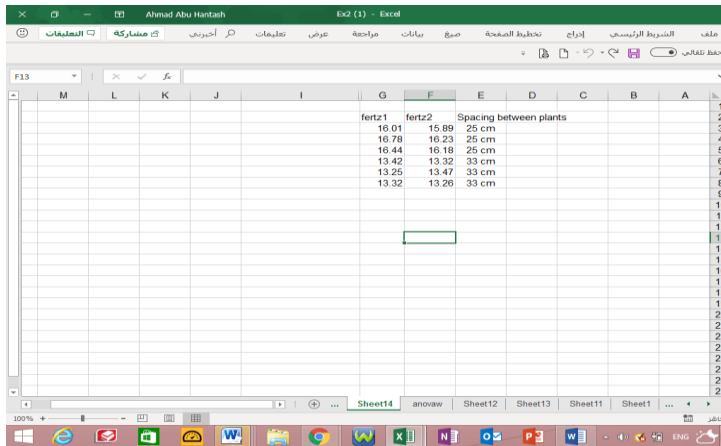 Ahmad Abu Hantash
Ex2 (1) - Excel
ملف الشريط الرئيسي إدراج تخطيط الصفحة صيغ بيانات مراجعة عرض تعليمات أخبرني مشاركة التعليقات
حفظ تلقائي
F13 fx
M L K J I G F E D C B A
fertz1 fertz2 Spacing between plants
16.01 15.89 25 cm
16.78 16.23 25 cm
16.44 16.18 25 cm
13.42 13.32 33 cm
13.25 13.47 33 cm
13.32 13.26 33 cm
... Sheet14 anovaw Sheet12 Sheet13 Sheet11 Sheet1 ...
100%
ENG